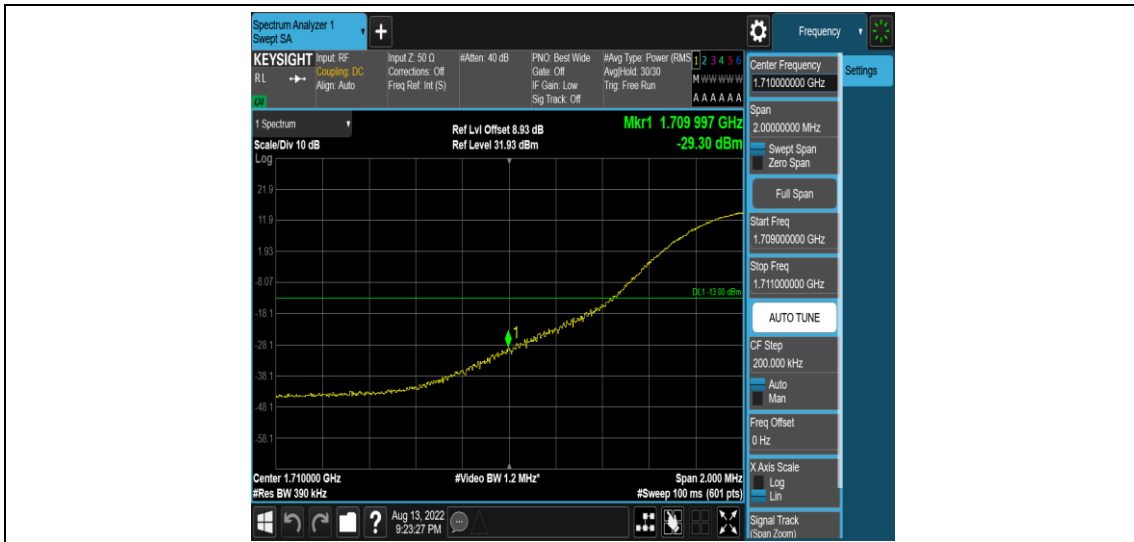 Spectrum Analyzer 1
Swept SA
+
Frequency
KEYSIGHT
RL
LXI
Input: RF
Coupling: DC
Align: Auto
Input Z: 50 Ω
Corrections: Off
Freq Ref: Int (S)
#Atten: 40 dB
PNO: Best Wide
Gate: Off
IF Gain: Low
Sig Track: Off
#Avg Type: Power (RMS
Avg|Hold: 30/30
Trig: Free Run
1 2 3 4 5 6
M W W W W W
A A A A A A
1 Spectrum
Scale/Div 10 dB
Ref Lvl Offset 8.93 dB
Ref Level 31.93 dBm
Mkr1 1.709 997 GHz
-29.30 dBm
Log
21.9
11.9
1.93
-8.07
DL1 -13.00 dBm
-18.1
1
-28.1
-38.1
-48.1
-58.1
Center 1.710000 GHz
#Video BW 1.2 MHz*
Span 2.000 MHz
#Res BW 390 kHz
#Sweep 100 ms (601 pts)
?
Aug 13, 2022
9:23:27 PM
Center Frequency
1.710000000 GHz
Settings
Span
2.00000000 MHz
Swept Span
Zero Span
Full Span
Start Freq
1.709000000 GHz
Stop Freq
1.711000000 GHz
AUTO TUNE
CF Step
200.000 kHz
Auto
Man
Freq Offset
0 Hz
X Axis Scale
Log
Lin
Signal Track
(Span Zoom)